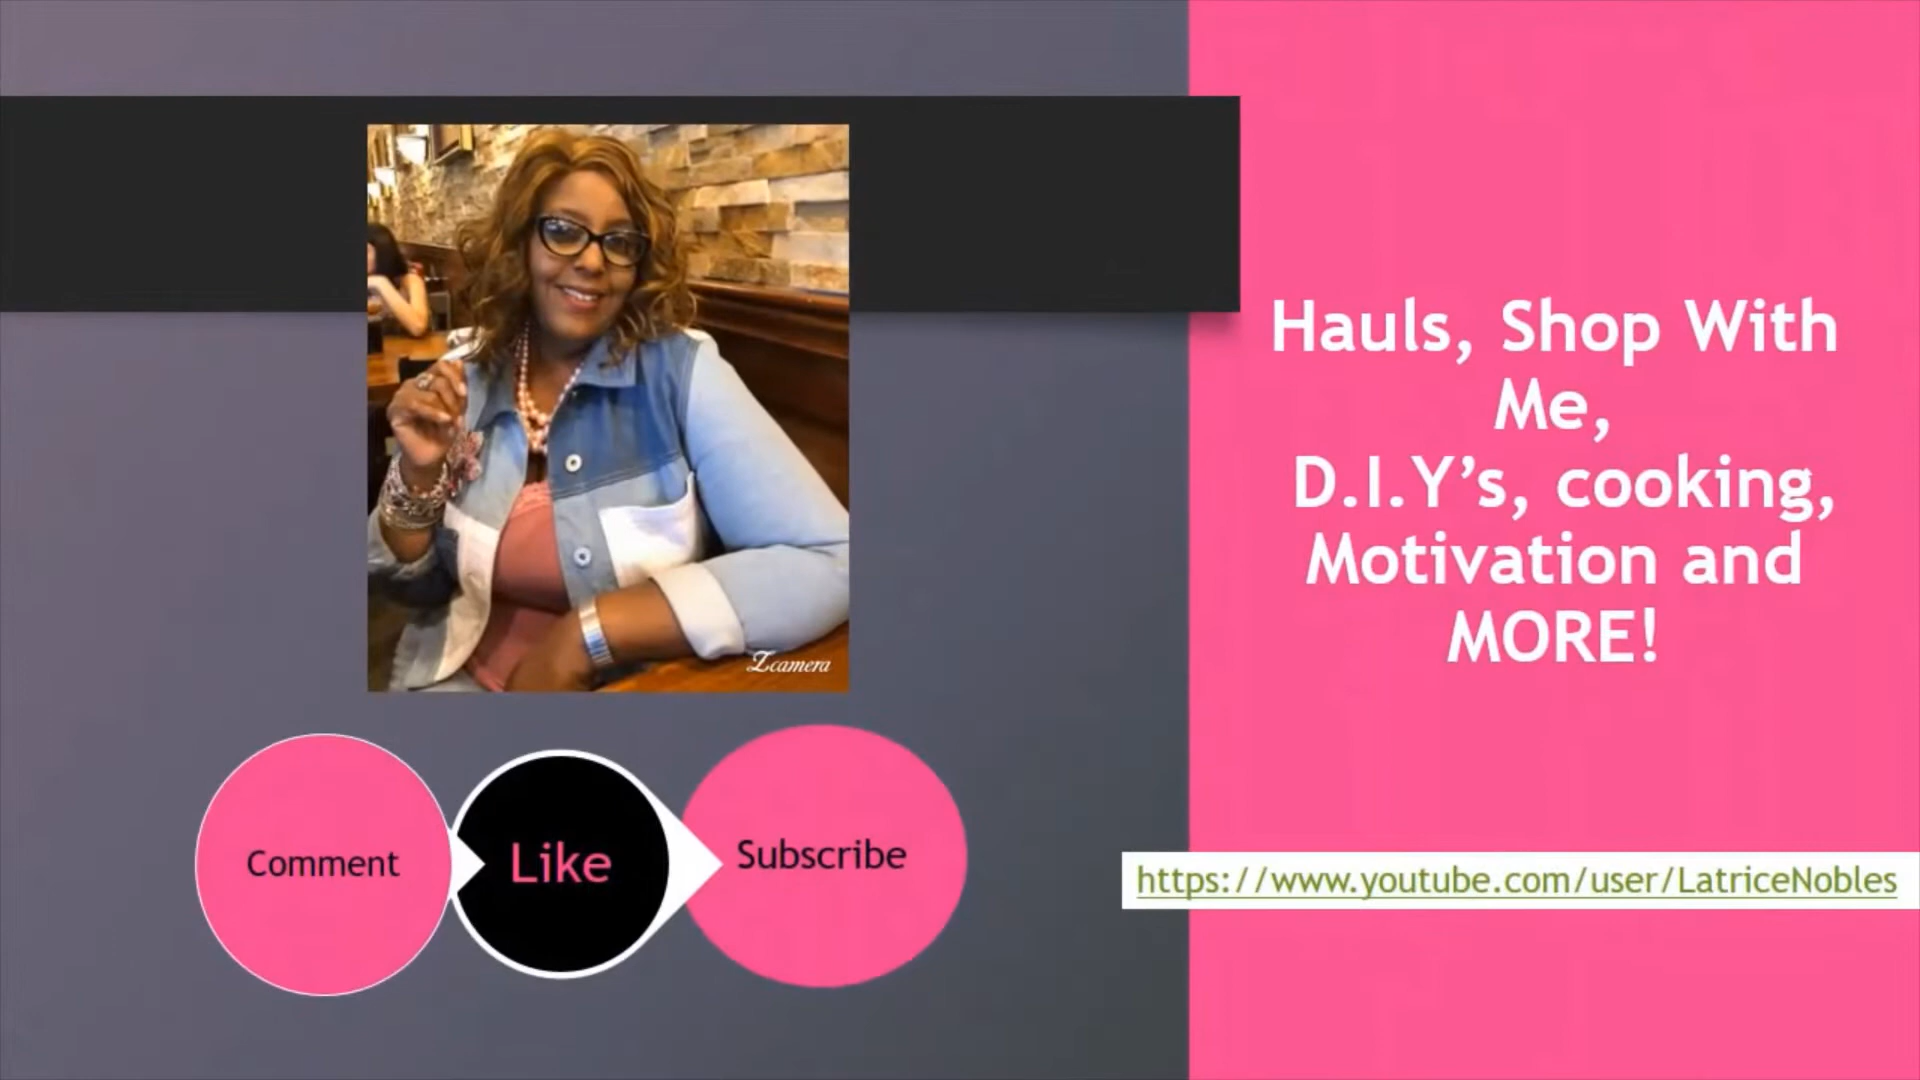 Hauls, Shop With
Me,
D.I.Y's, cooking,
Motivation and
MORE!
Zcamera
Comment
Like
Subscribe
https://www.youtube.com/user/LatriceNobles